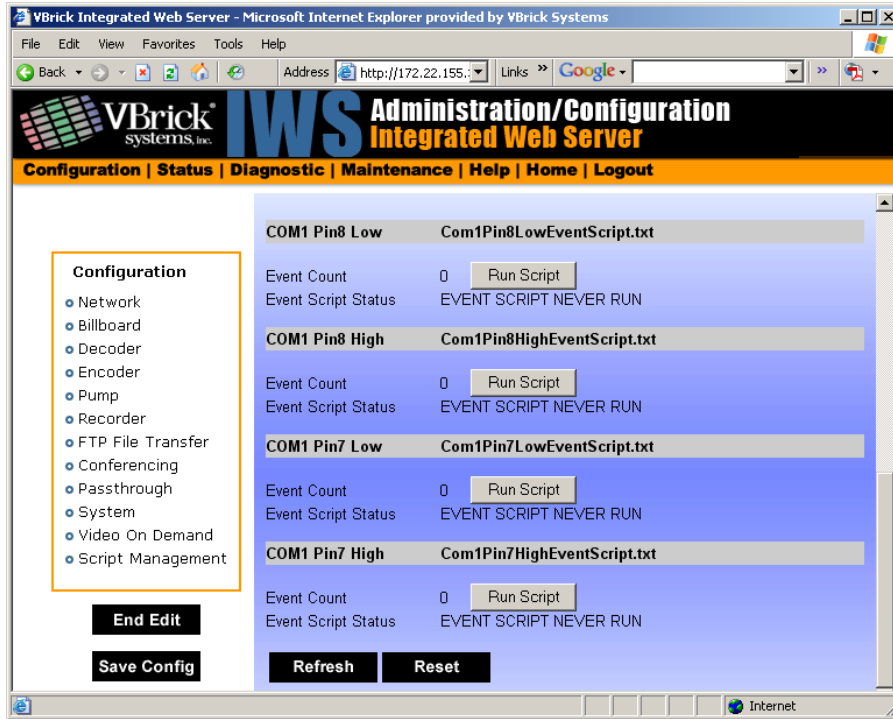 VBrick Integrated Web Server - Microsoft Internet Explorer provided by VBrick Systems
File Edit View Favorites Tools Help
Back Address http://172.22.155. Links » Google » 
VBrick systems, inc. IWS Administration/Configuration
Integrated Web Server
Configuration | Status | Diagnostic | Maintenance | Help | Home | Logout
Configuration
Network
Billboard
Decoder
Encoder
Pump
Recorder
FTP File Transfer
Conferencing
Passthrough
System
Video On Demand
Script Management
End Edit
Save Config
COM1 Pin8 Low Com1Pin8LowEventScript.txt
Event Count 0 Run Script
Event Script Status EVENT SCRIPT NEVER RUN
COM1 Pin8 High Com1Pin8HighEventScript.txt
Event Count 0 Run Script
Event Script Status EVENT SCRIPT NEVER RUN
COM1 Pin7 Low Com1Pin7LowEventScript.txt
Event Count 0 Run Script
Event Script Status EVENT SCRIPT NEVER RUN
COM1 Pin7 High Com1Pin7HighEventScript.txt
Event Count 0 Run Script
Event Script Status EVENT SCRIPT NEVER RUN
Refresh Reset
Internet